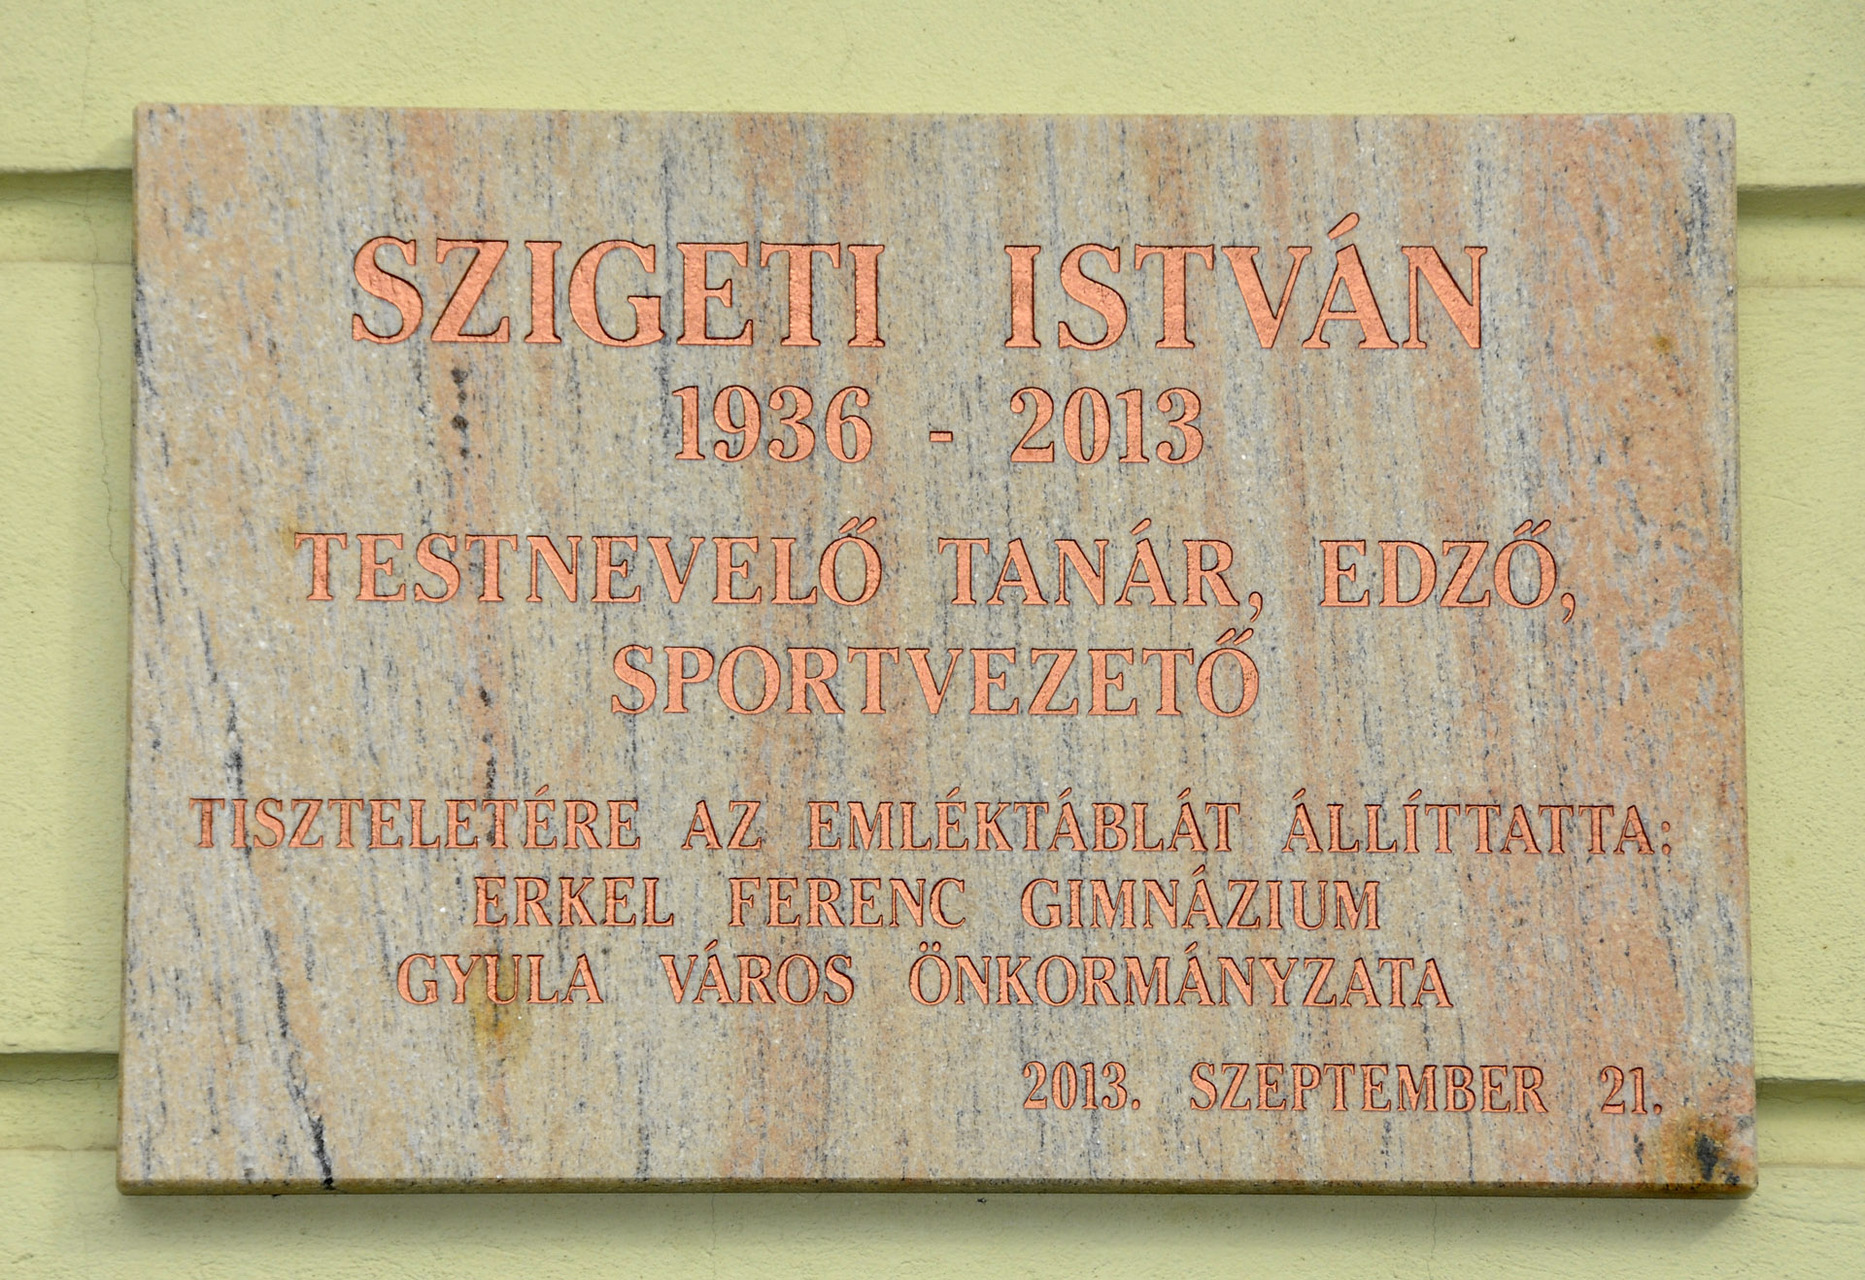 SZIGETI ISTVÁN
1936 - 2013
TESTNEVELŐ TANÁR, EDZŐ,
SPORTVEZETŐ
TISZTELETÉRE AZ EMLÉKTÁBLÁT ÁLLÍTTATTA:
ERKEL FERENC GIMNÁZIUM
GYULA VÁROS ÖNKORMÁNYZATA
2013. SZEPTEMBER 21.